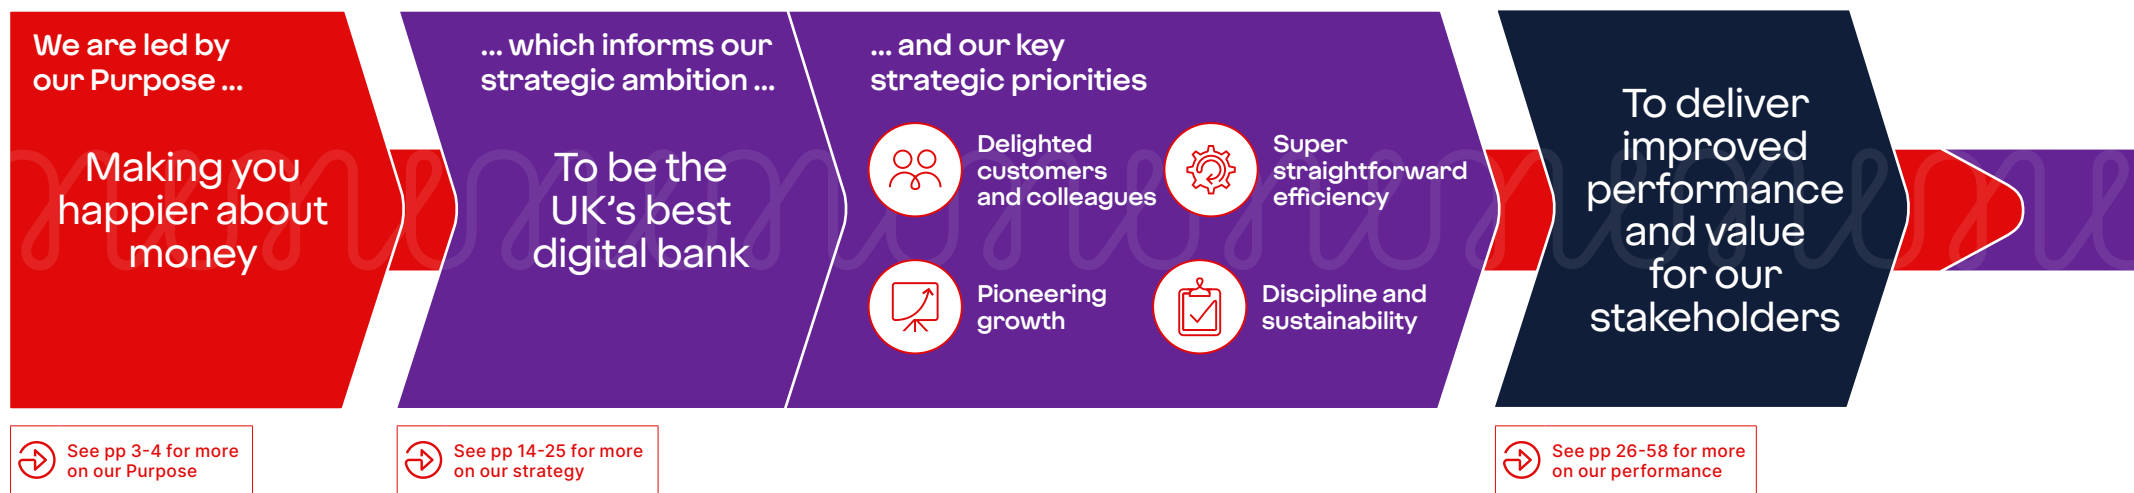 We are led by
our Purpose ...
Making you
happier about
money
... which informs our
strategic ambition ...
To be the
UK's best
digital bank
... and our key
strategic priorities
Delighted
customers
and colleagues
Super
straightforward
efficiency
Pioneering
growth
Discipline and
sustainability
To deliver
improved
performance
and value
for our
stakeholders
See pp 3-4 for more
on our Purpose
See pp 14-25 for more
on our strategy
See pp 26-58 for more
on our performance